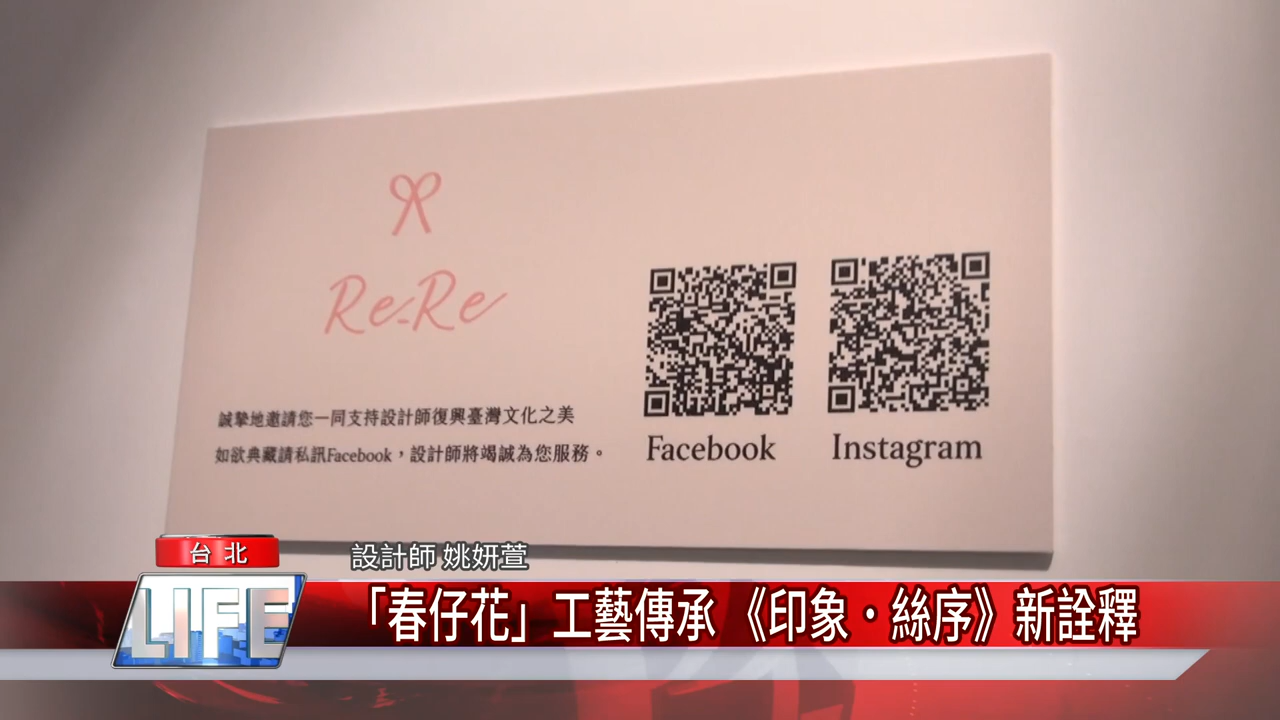 Re-Re
誠摯地邀請您一同支持設計師復興臺灣文化之美
如欲典藏請私訊Facebook，設計師將竭誠為您服務。
Facebook
Instagram
台北
設計師 姚妍萱
LIFE
「春仔花」工藝傳承《印象・絲序》新詮釋